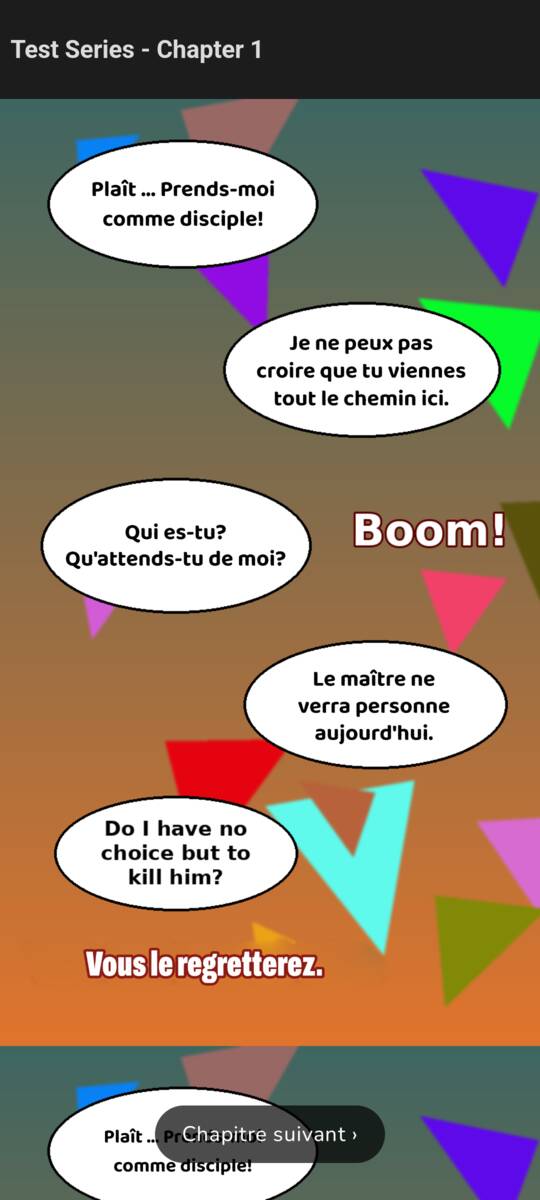 Test Series - Chapter 1
Plaît ... Prends-moi
comme disciple!
Je ne peux pas
croire que tu viennes
tout le chemin ici.
Qui es-tu?
Qu'attends-tu de moi?
Boom!
Le maître ne
verra personne
aujourd'hui.
Do I have no
choice but to
kill him?
Vous le regretterez.
Plaît ...
Chapitre suivant ›
comme disciple!